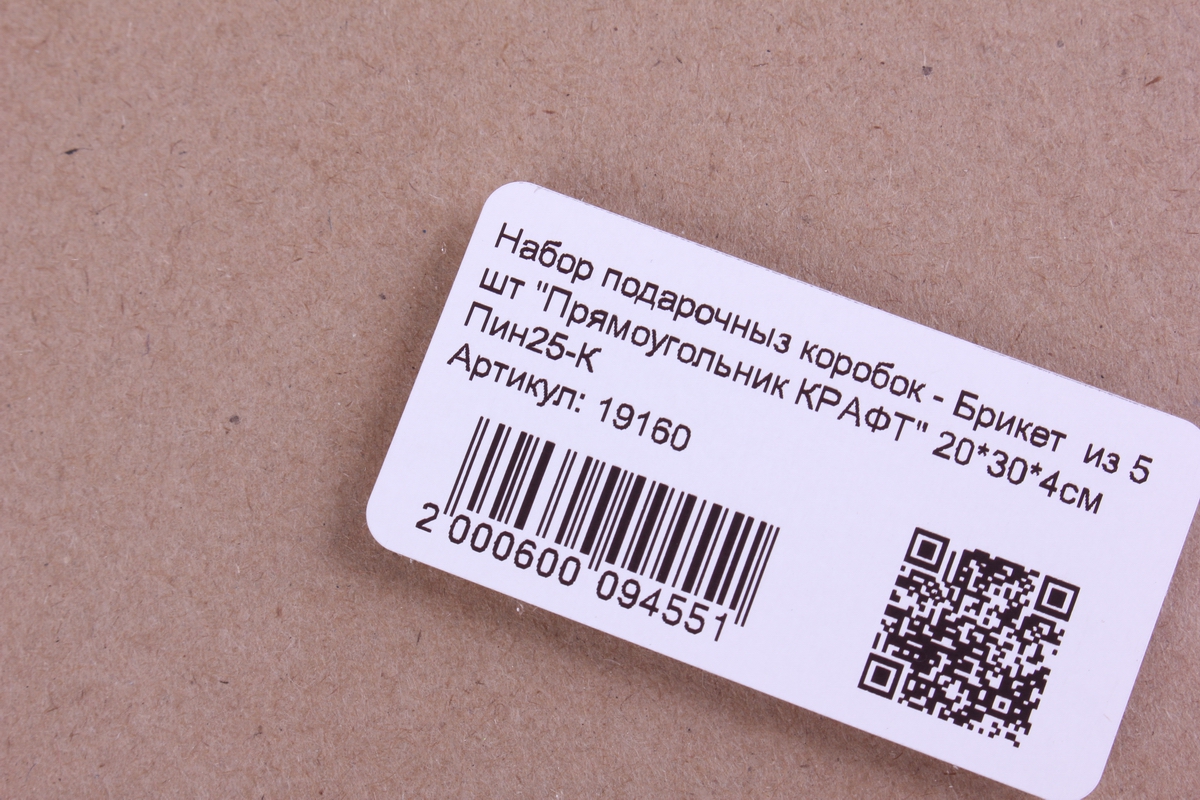 Набор подарочныз коробок - Брикет из 5
шт "Прямоугольник КРАФТ" 20*30*4см
Пин25-К
Артикул: 19160
2 000600 094551